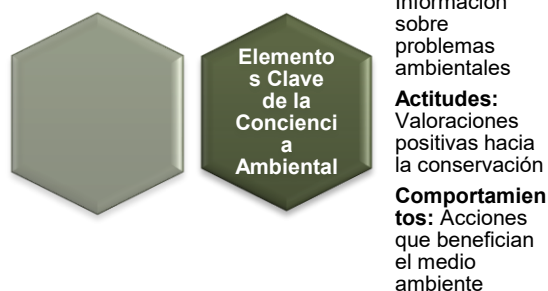 Elemento
s Clave
de la
Concienci
a
Ambiental
Información
sobre
problemas
ambientales
Actitudes:
Valoraciones
positivas hacia
la conservación
Comportamien
tos: Acciones
que benefician
el medio
ambiente